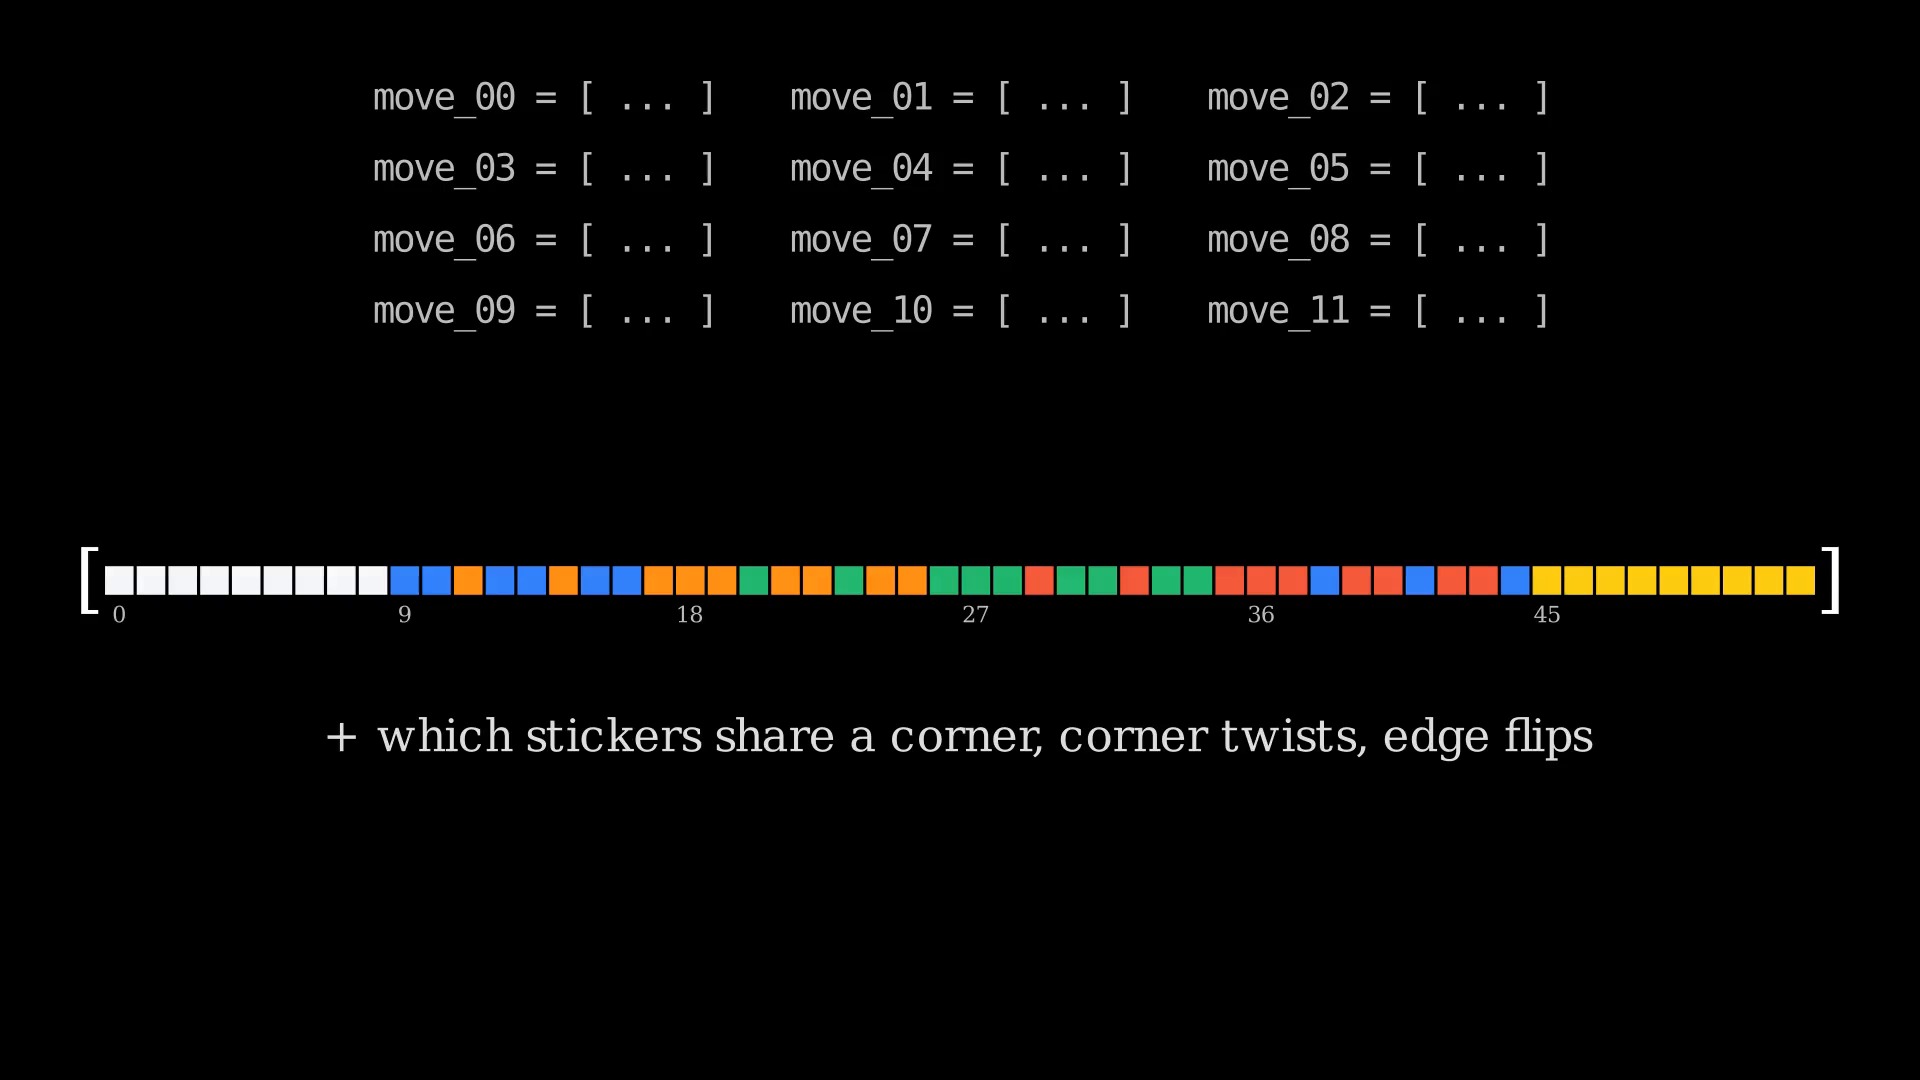 move_00 = [ ... ] move_01 = [ ... ] move_02 = [ ... ]
move_03 = [ ... ] move_04 = [ ... ] move_05 = [ ... ]
move_06 = [ ... ] move_07 = [ ... ] move_08 = [ ... ]
move_09 = [ ... ] move_10 = [ ... ] move_11 = [ ... ]
[ ]
0 9 18 27 36 45
+ which stickers share a corner, corner twists, edge flips